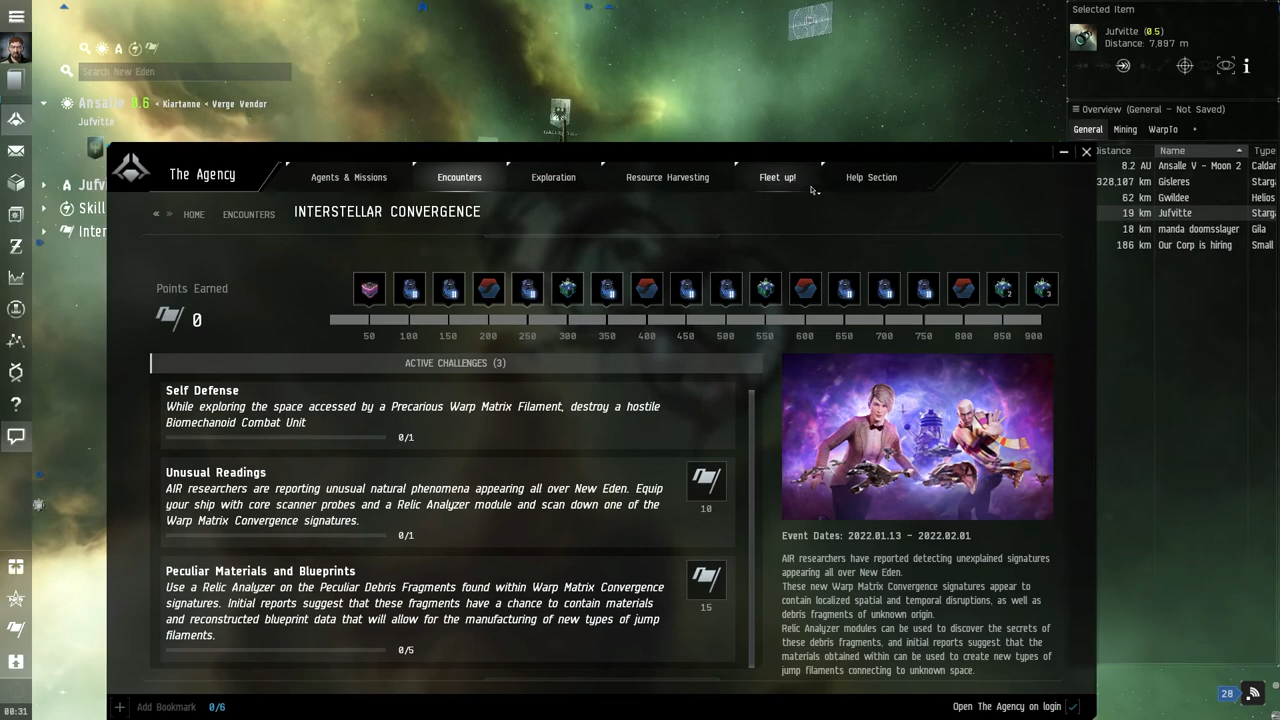 Search New Eden
Ansalle 0.6 < Kiartanne < Verge Vendor
Jufvitte
Jufv
Skill
Inter
Selected Item
Jufvitte (0.5)
Distance: 7,897 m
Overview (General - Not Saved)
General Mining WarpTo
Distance Name Type
8.2 AU Ansalle V - Moon 2 Caldar
328,107 km Gisleres Starg
62 km Gwildee Helios
19 km Jufvitte Starg
18 km manda doomsslayer Gila
186 km Our Corp is hiring Small
The Agency
Agents & Missions Encounters Exploration Resource Harvesting Fleet up! Help Section
« » HOME ENCOUNTERS INTERSTELLAR CONVERGENCE
Points Earned
0
2 3
50 100 150 200 250 300 350 400 450 500 550 600 650 700 750 800 850 900
ACTIVE CHALLENGES (3)
Self Defense
While exploring the space accessed by a Precarious Warp Matrix Filament, destroy a hostile
Biomechanoid Combat Unit
0/1
Unusual Readings
AIR researchers are reporting unusual natural phenomena appearing all over New Eden. Equip
your ship with core scanner probes and a Relic Analyzer module and scan down one of the
Warp Matrix Convergence signatures.
0/1
10
Peculiar Materials and Blueprints
Use a Relic Analyzer on the Peculiar Debris Fragments found within Warp Matrix Convergence
signatures. Initial reports suggest that these fragments have a chance to contain materials
and reconstructed blueprint data that will allow for the manufacturing of new types of jump
filaments.
0/5
15
Event Dates: 2022.01.13 - 2022.02.01
AIR researchers have reported detecting unexplained signatures
appearing all over New Eden.
These new Warp Matrix Convergence signatures appear to
contain localized spatial and temporal disruptions, as well as
debris fragments of unknown origin.
Relic Analyzer modules can be used to discover the secrets of
these debris fragments, and initial reports suggest that the
materials obtained within can be used to create new types of
jump filaments connecting to unknown space.
Add Bookmark 0/6
Open The Agency on login
28
00:31